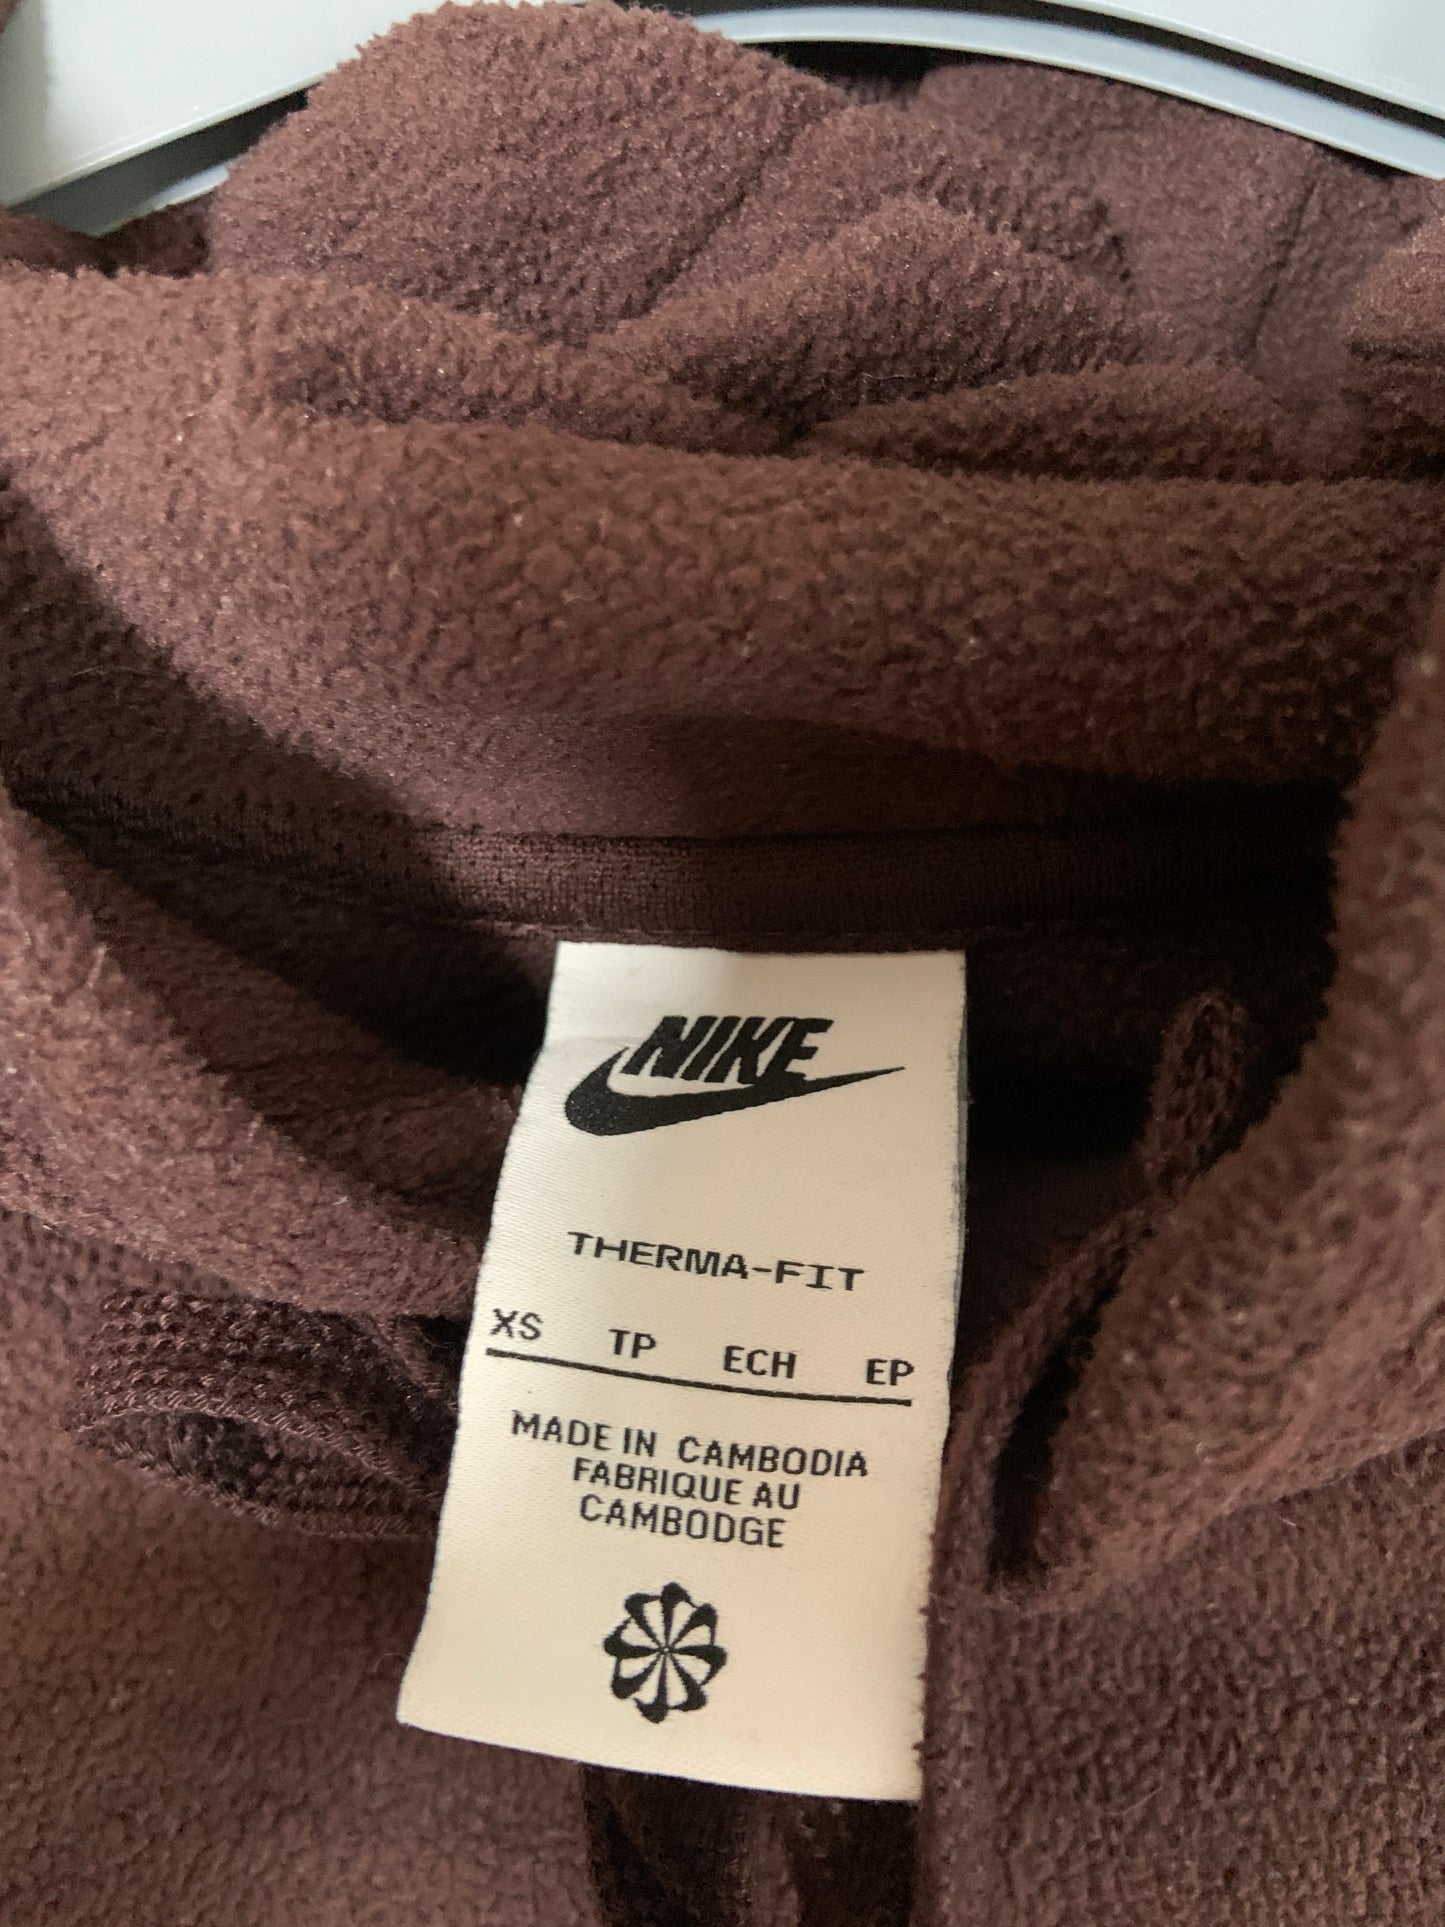 NIKE
THERMA-FIT
XS TP ECH EP
MADE IN CAMBODIA
FABRIQUE AU
CAMBODGE